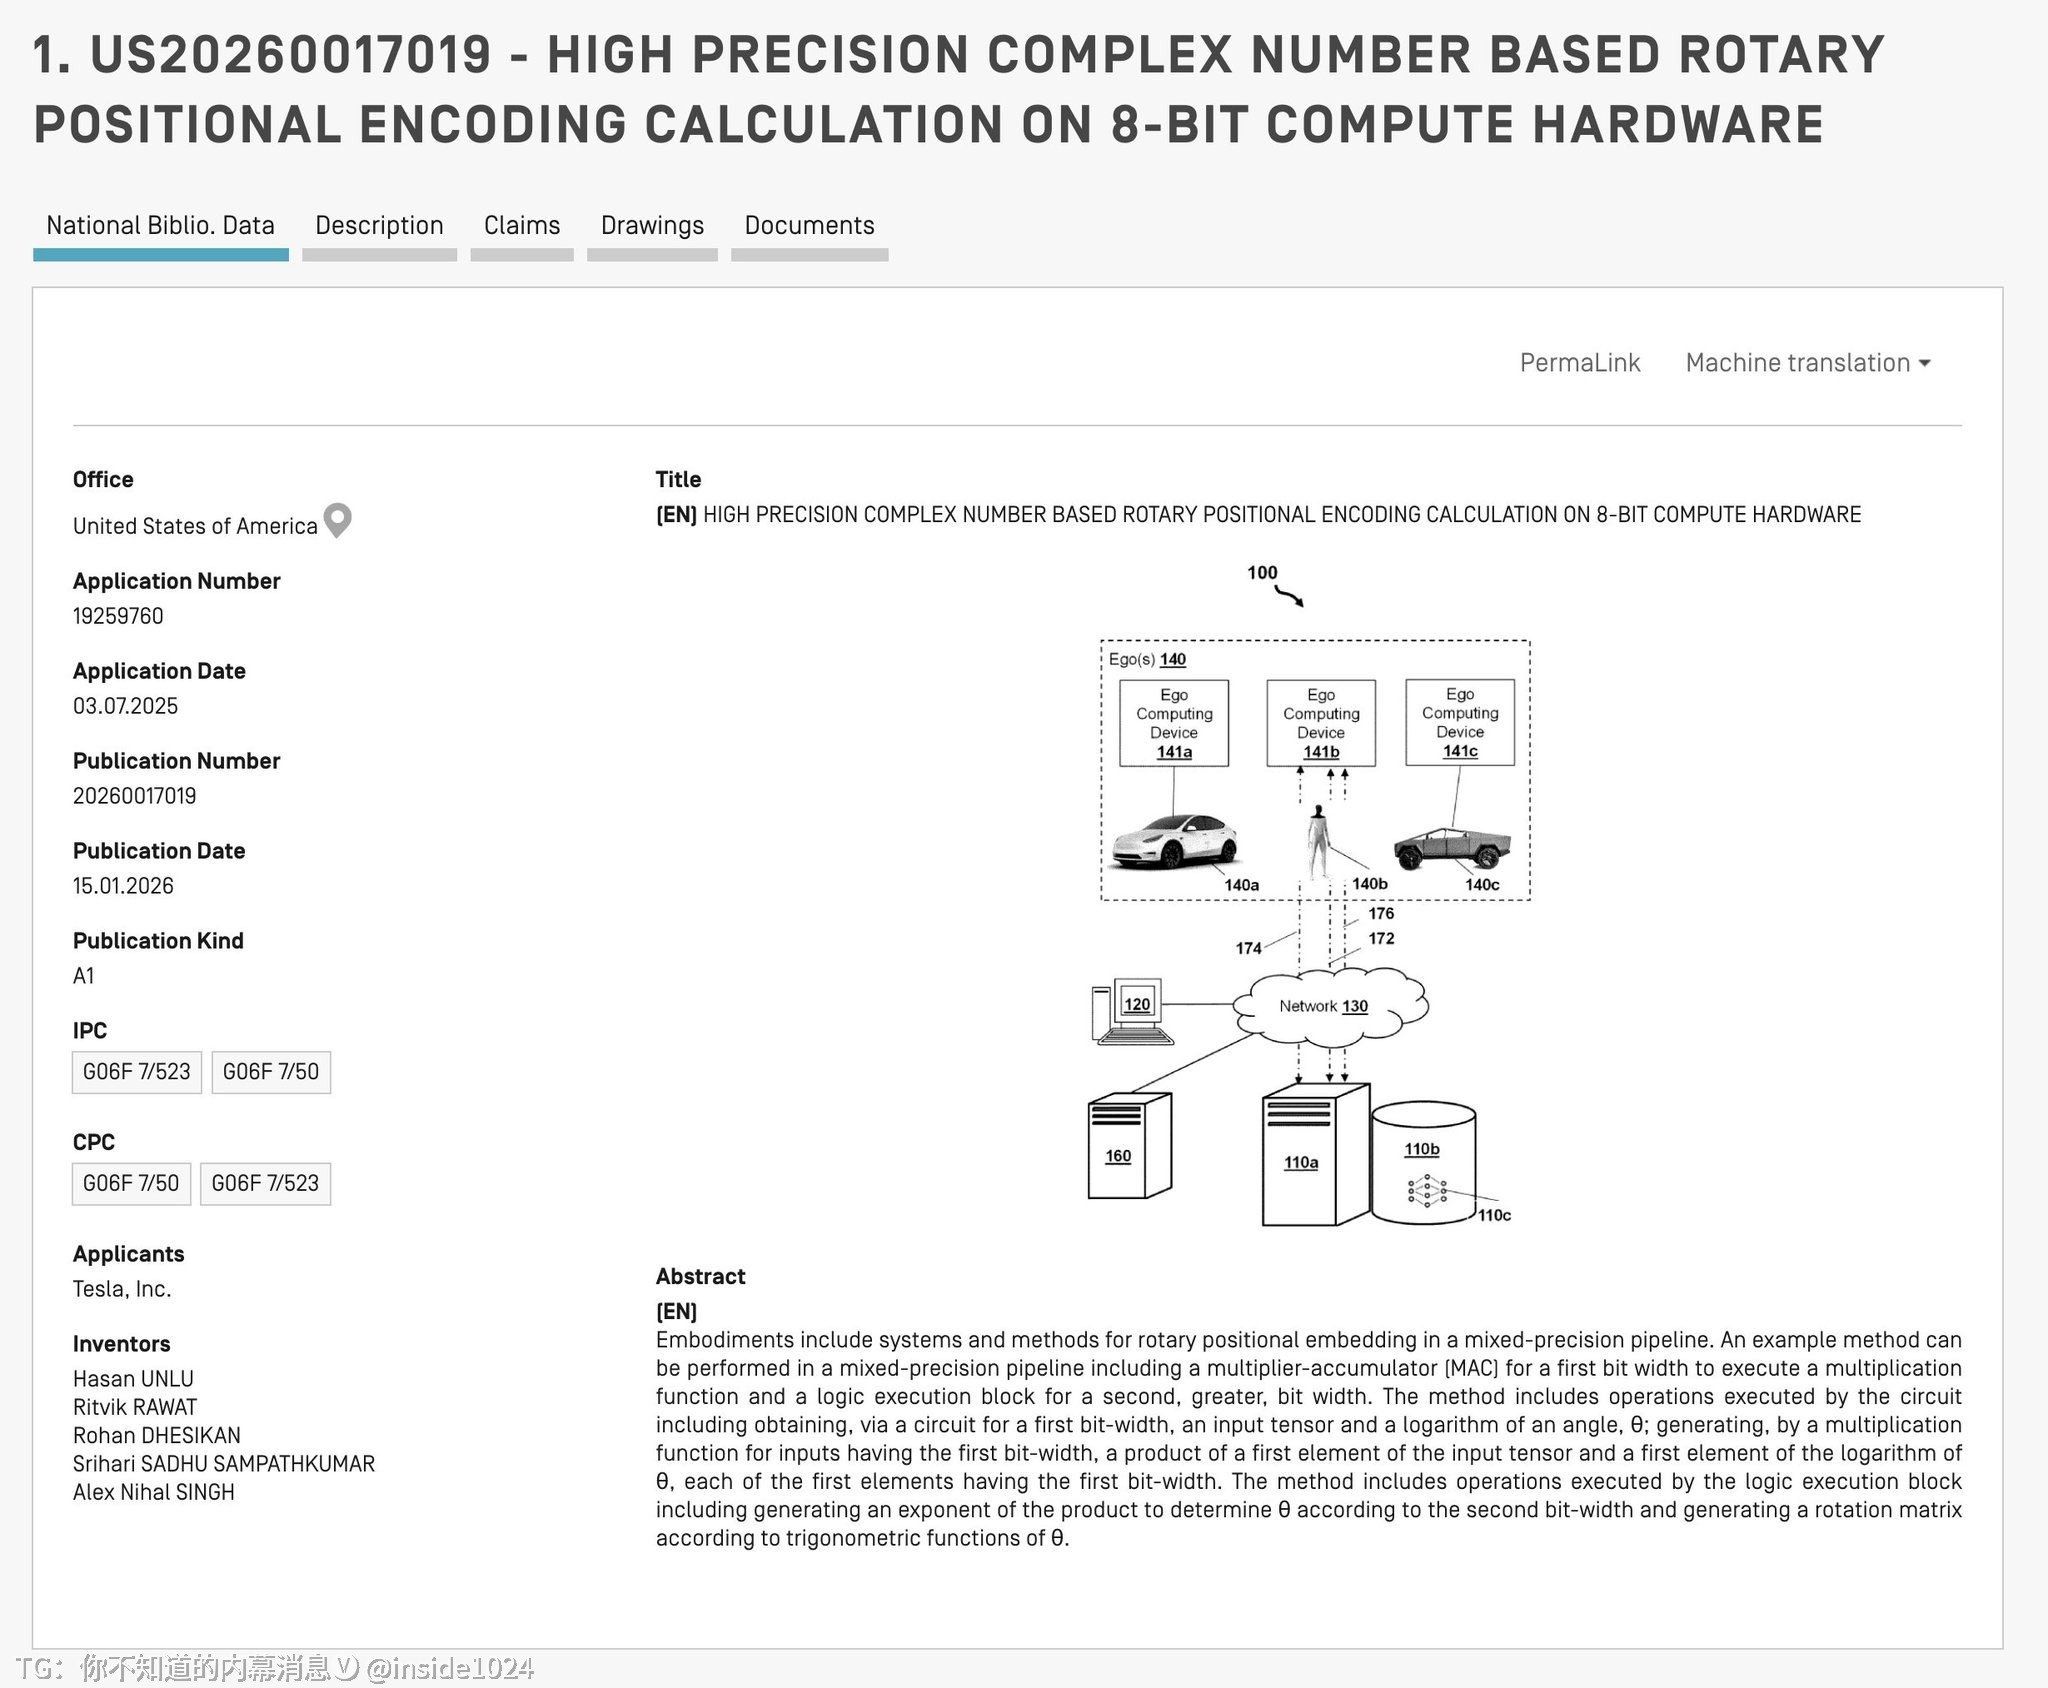 1. US20260017019 - HIGH PRECISION COMPLEX NUMBER BASED ROTARY
POSITIONAL ENCODING CALCULATION ON 8-BIT COMPUTE HARDWARE
National Biblio. Data
Description
Claims
Drawings
Documents
PermaLink
Machine translation
Office
United States of America
Application Number
19259760
Application Date
03.07.2025
Publication Number
20260017019
Publication Date
15.01.2026
Publication Kind
A1
IPC
G06F 7/523
G06F 7/50
CPC
G06F 7/50
G06F 7/523
Applicants
Tesla, Inc.
Inventors
Hasan UNLU
Ritvik RAWAT
Rohan DHESIKAN
Srihari SADHU SAMPATHKUMAR
Alex Nihal SINGH
Title
[EN] HIGH PRECISION COMPLEX NUMBER BASED ROTARY POSITIONAL ENCODING CALCULATION ON 8-BIT COMPUTE HARDWARE
100
Ego(s) 140
Ego
Computing
Device
141a
Ego
Computing
Device
141b
Ego
Computing
Device
141c
140a
140b
140c
176
174
172
120
Network 130
160
110a
110b
110c
Abstract
[EN]
Embodiments include systems and methods for rotary positional embedding in a mixed-precision pipeline. An example method can
be performed in a mixed-precision pipeline including a multiplier-accumulator [MAC] for a first bit width to execute a multiplication
function and a logic execution block for a second, greater, bit width. The method includes operations executed by the circuit
including obtaining, via a circuit for a first bit-width, an input tensor and a logarithm of an angle, θ; generating, by a multiplication
function for inputs having the first bit-width, a product of a first element of the input tensor and a first element of the logarithm of
θ, each of the first elements having the first bit-width. The method includes operations executed by the logic execution block
including generating an exponent of the product to determine θ according to the second bit-width and generating a rotation matrix
according to trigonometric functions of θ.
TG：你不知道的内幕消息Ⓥ @inside1024